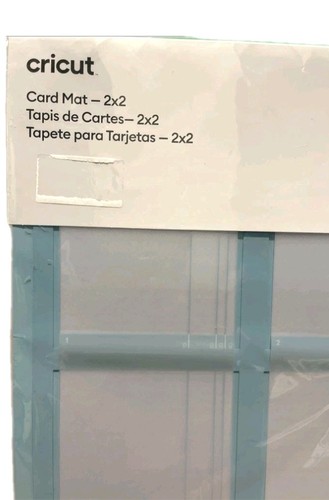 cricut
Card Mat – 2x2
Tapis de Cartes– 2x2
Tapete para Tarjetas – 2x2